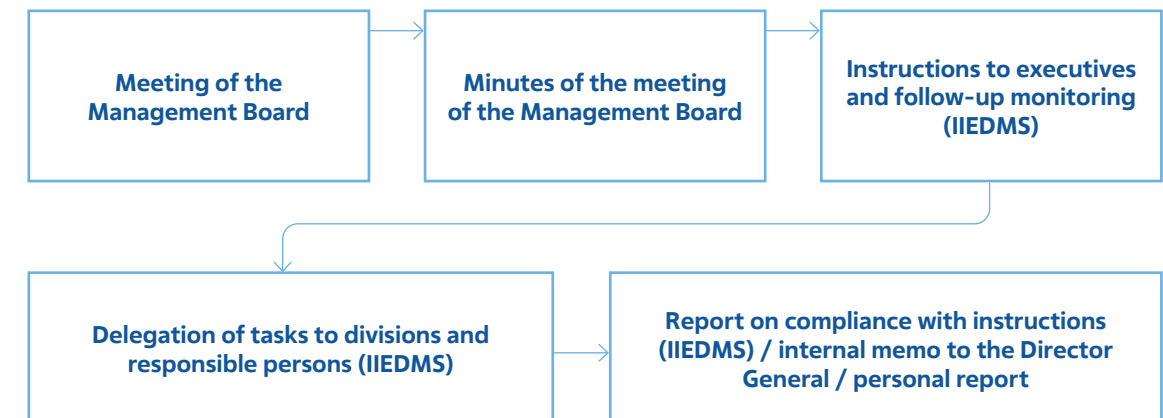 Meeting of the
Management Board
Minutes of the meeting
of the Management Board
Instructions to executives
and follow-up monitoring
(IIEDMS)
Delegation of tasks to divisions and
responsible persons (IIEDMS)
Report on compliance with instructions
(IIEDMS) / internal memo to the Director
General / personal report